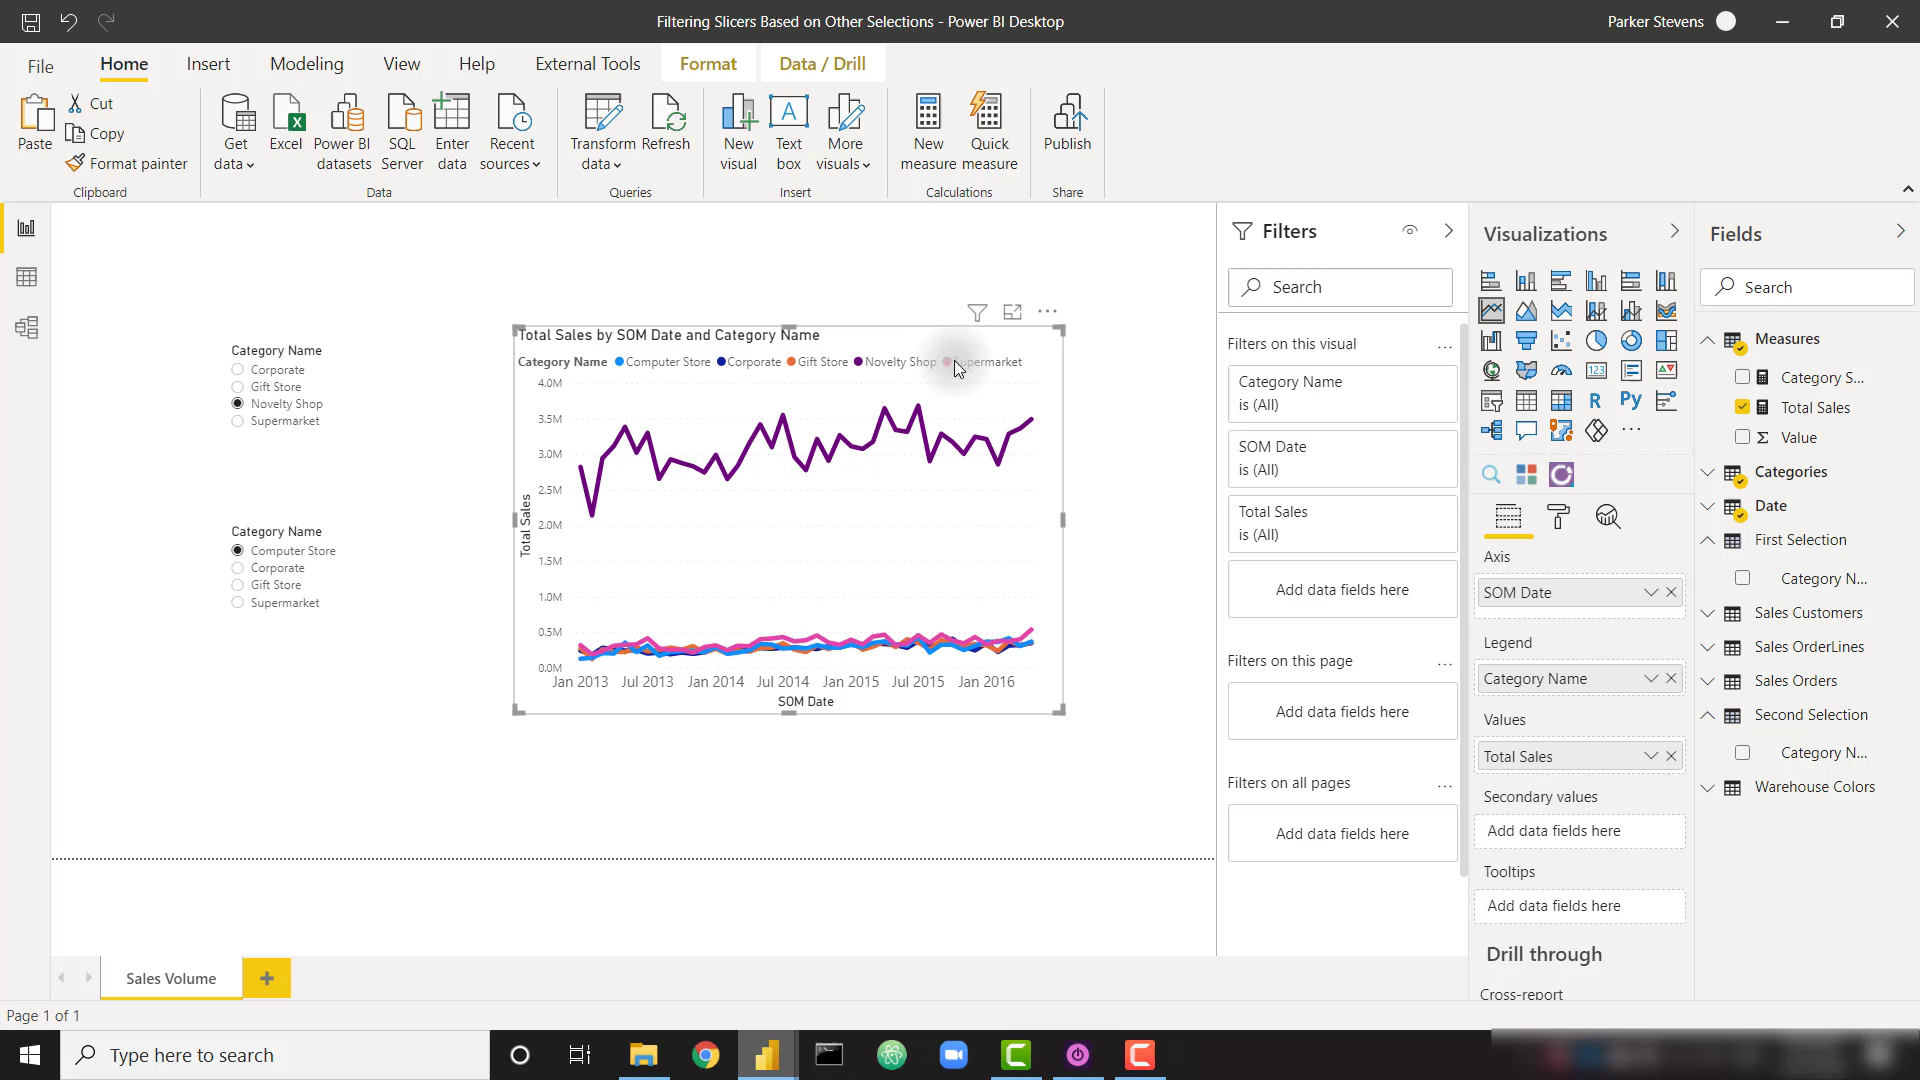 Filtering Slicers Based on Other Selections - Power BI Desktop
Parker Stevens
File
Home
Insert
Modeling
View
Help
External Tools
Format
Data / Drill
Paste
Cut
Copy
Format painter
Clipboard
Get data
Excel
Power BI datasets
SQL Server
Enter data
Recent sources
Data
Transform data
Refresh
Queries
New visual
A
Text box
More visuals
Insert
New measure
Quick measure
Calculations
Publish
Share
Category Name
Corporate
Gift Store
Novelty Shop
Supermarket
Category Name
Computer Store
Corporate
Gift Store
Supermarket
Total Sales by SOM Date and Category Name
Category Name Computer Store Corporate Gift Store Novelty Shop Supermarket
4.0M
3.5M
3.0M
2.5M
2.0M
1.5M
1.0M
0.5M
0.0M
Total Sales
Jan 2013 Jul 2013 Jan 2014 Jul 2014 Jan 2015 Jul 2015 Jan 2016
SOM Date
Filters
Search
Filters on this visual ...
Category Name
is (All)
SOM Date
is (All)
Total Sales
is (All)
Add data fields here
Filters on this page ...
Add data fields here
Filters on all pages ...
Add data fields here
Visualizations
123
R
Py
...
Axis
SOM Date
Legend
Category Name
Values
Total Sales
Secondary values
Add data fields here
Tooltips
Add data fields here
Drill through
Cross-report
Fields
Search
Measures
Category S...
Total Sales
Σ Value
Categories
Date
First Selection
Category N...
Sales Customers
Sales OrderLines
Sales Orders
Second Selection
Category N...
Warehouse Colors
Sales Volume
+
Page 1 of 1
Type here to search